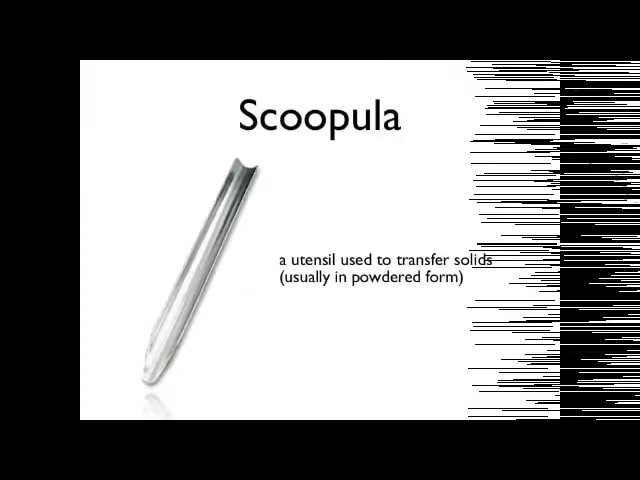 Scoopula
a utensil used to transfer solids
(usually in powdered form)